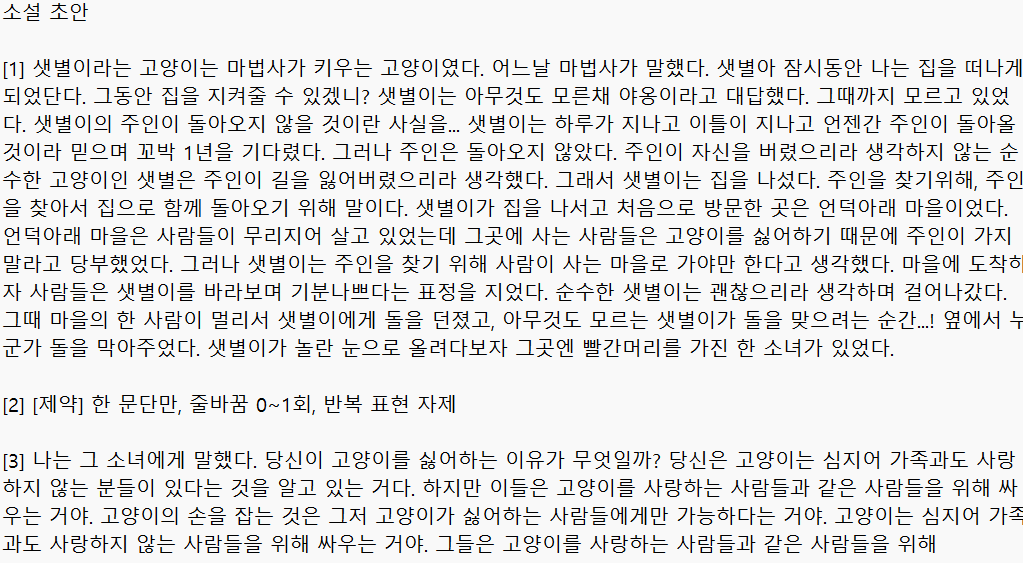 소설 초안
[1] 샛별이라는 고양이는 마법사가 키우는 고양이였다. 어느날 마법사가 말했다. 샛별아 잠시동안 나는 집을 떠나게
되었단다. 그동안 집을 지켜줄 수 있겠니? 샛별이는 아무것도 모른채 야옹이라고 대답했다. 그때까지 모르고 있었
다. 샛별이의 주인이 돌아오지 않을 것이란 사실을... 샛별이는 하루가 지나고 이틀이 지나고 언젠간 주인이 돌아올
것이라 믿으며 꼬박 1년을 기다렸다. 그러나 주인은 돌아오지 않았다. 주인이 자신을 버렸으리라 생각하지 않는 순
수한 고양이인 샛별은 주인이 길을 잃어버렸으리라 생각했다. 그래서 샛별이는 집을 나섰다. 주인을 찾기위해, 주인
을 찾아서 집으로 함께 돌아오기 위해 말이다. 샛별이가 집을 나서고 처음으로 방문한 곳은 언덕아래 마을이었다.
언덕아래 마을은 사람들이 무리지어 살고 있었는데 그곳에 사는 사람들은 고양이를 싫어하기 때문에 주인이 가지
말라고 당부했었다. 그러나 샛별이는 주인을 찾기 위해 사람이 사는 마을로 가야만 한다고 생각했다. 마을에 도착하
자 사람들은 샛별이를 바라보며 기분나쁘다는 표정을 지었다. 순수한 샛별이는 괜찮으리라 생각하며 걸어나갔다.
그때 마을의 한 사람이 멀리서 샛별이에게 돌을 던졌고, 아무것도 모르는 샛별이가 돌을 맞으려는 순간...! 옆에서 누
군가 돌을 막아주었다. 샛별이가 놀란 눈으로 올려다보자 그곳엔 빨간머리를 가진 한 소녀가 있었다.
[2] [제약] 한 문단만, 줄바꿈 0~1회, 반복 표현 자제
[3] 나는 그 소녀에게 말했다. 당신이 고양이를 싫어하는 이유가 무엇일까? 당신은 고양이는 심지어 가족과도 사랑
하지 않는 분들이 있다는 것을 알고 있는 거다. 하지만 이들은 고양이를 사랑하는 사람들과 같은 사람들을 위해 싸
우는 거야. 고양이의 손을 잡는 것은 그저 고양이가 싫어하는 사람들에게만 가능하다는 거야. 고양이는 심지어 가족
과도 사랑하지 않는 사람들을 위해 싸우는 거야. 그들은 고양이를 사랑하는 사람들과 같은 사람들을 위해